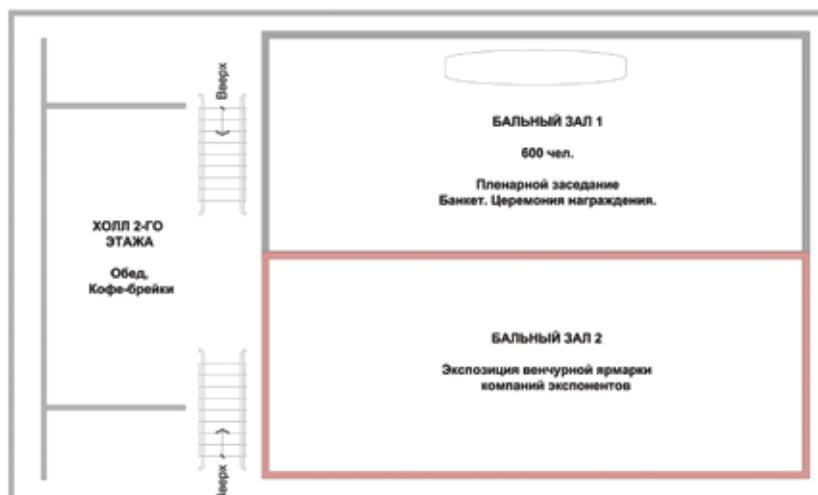 Вверх
БАЛЬНЫЙ ЗАЛ 1
600 чел.
Пленарной заседание
Банкет. Церемония награждения.
ХОЛЛ 2-ГО
ЭТАЖА
Обед,
Кофе-брейки
БАЛЬНЫЙ ЗАЛ 2
Экспозиция венчурной ярмарки
компаний экспонентов
Вверх